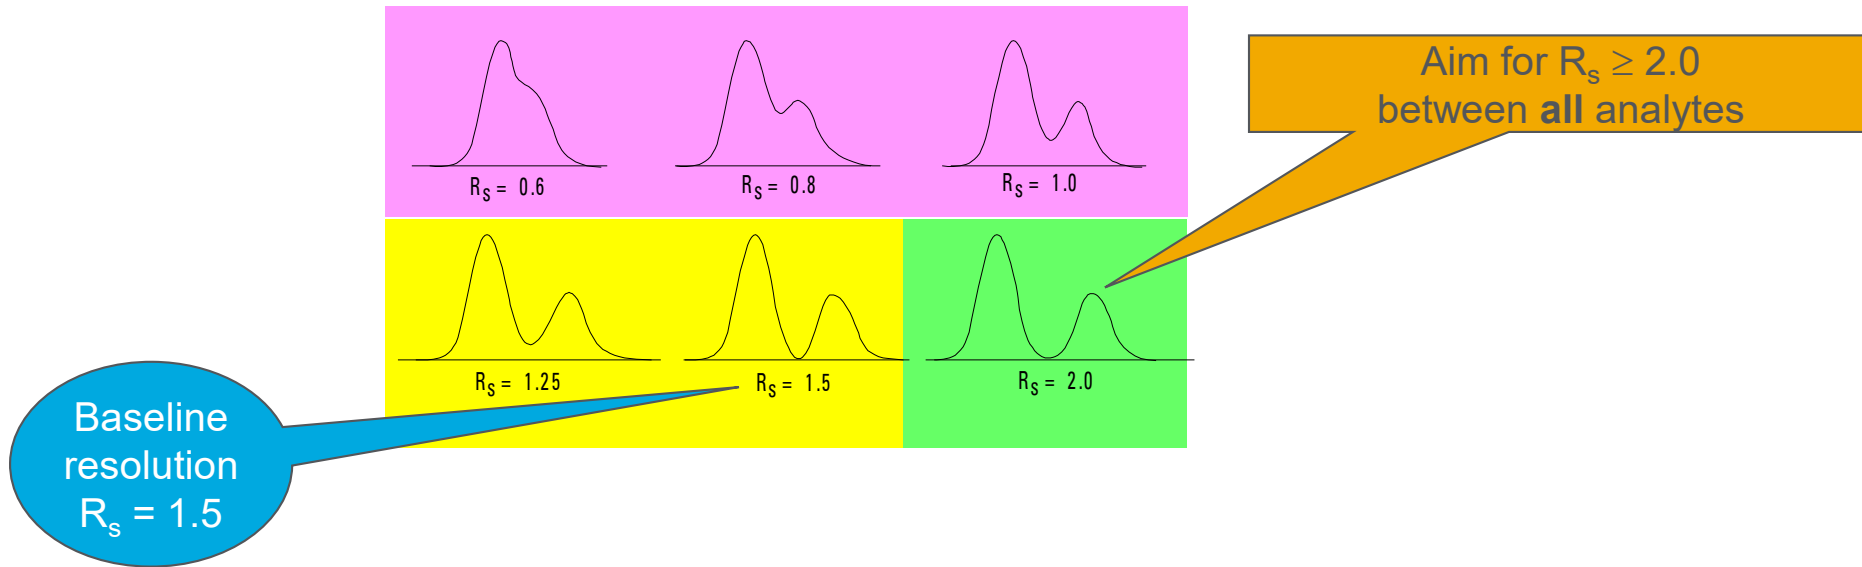 Aim for Rs ≥ 2.0
between all analytes
RS = 0.6
RS = 0.8
RS = 1.0
RS = 1.25
RS = 1.5
RS = 2.0
Baseline
resolution
Rs = 1.5